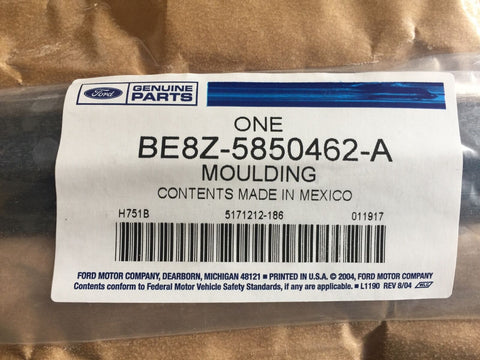 Ford
GENUINE
PARTS
ONE
BE8Z-5850462-A
MOULDING
CONTENTS MADE IN MEXICO
H751B 5171212-186 011917
FORD MOTOR COMPANY, DEARBORN, MICHIGAN 48121 ■ PRINTED IN U.S.A. © 2004, FORD MOTOR COMPANY
Contents conform to Federal Motor Vehicle Safety Standards, if any are applicable. ■ L1190 REV 8/04